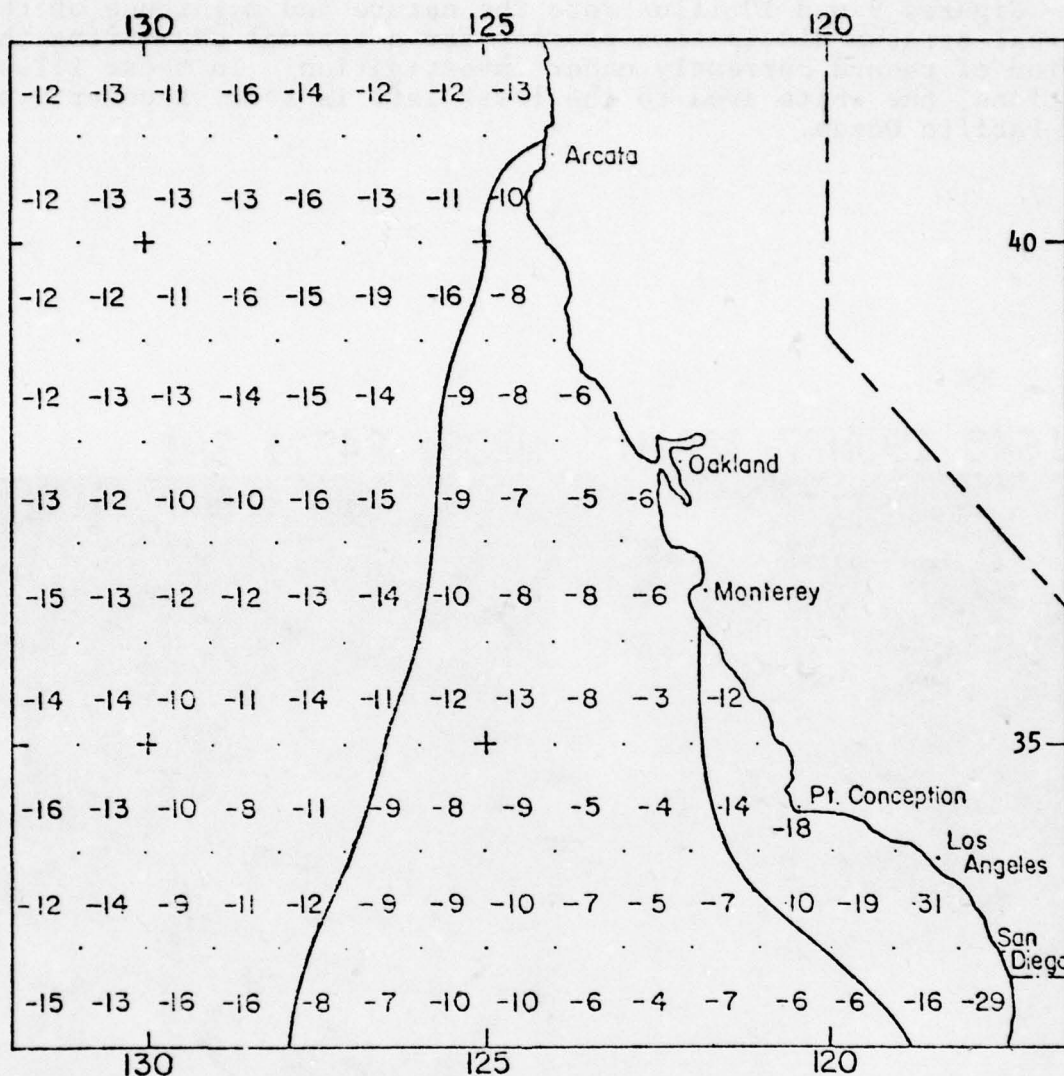 130 125 120
-12 -13 -11 -16 -14 -12 -12 -13
Arcata
-12 -13 -13 -13 -16 -13 -11 -10
40
-12 -12 -11 -16 -15 -19 -16 -8
-12 -13 -13 -14 -15 -14 -9 -8 -6
Oakland
-13 -12 -10 -10 -16 -15 -9 -7 -5 -6
-15 -13 -12 -12 -13 -14 -10 -8 -8 -6 Monterey
-14 -14 -10 -11 -14 -11 -12 -13 -8 -3 -12
35
-16 -13 -10 -8 -11 -9 -8 -9 -5 -4 -14 Pt. Conception
-18
Los
Angeles
-12 -14 -9 -11 -12 -9 -9 -10 -7 -5 -7 -10 -19 -31
San
Diego
-15 -13 -16 -16 -8 -7 -10 -10 -6 -4 -7 -6 -6 -16 -29
130 125 120